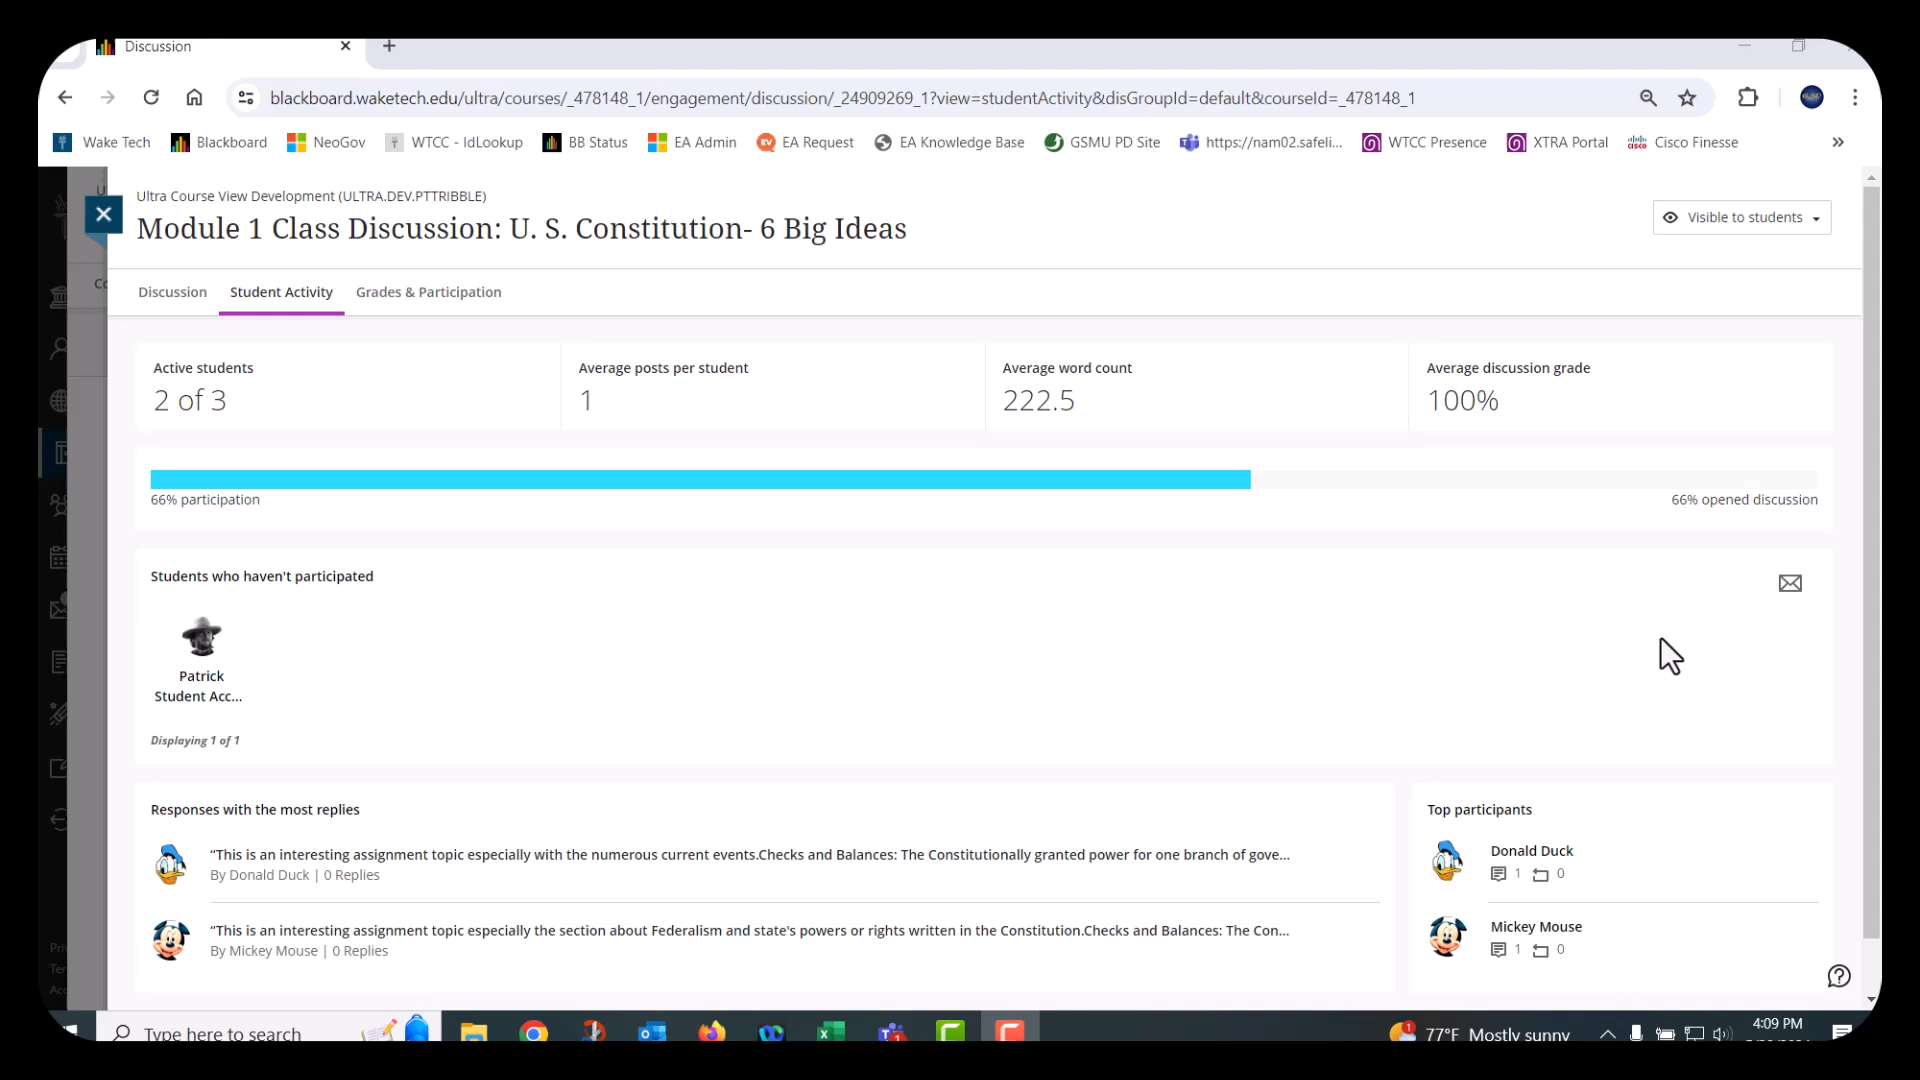 Discussion
blackboard.waketech.edu/ultra/courses/_478148_1/engagement/discussion/_24909269_1?view=studentActivity&disGroupId=default&courseId=_478148_1
Wake Tech Blackboard NeoGov WTCC - IdLookup BB Status EA Admin EA Request EA Knowledge Base GSMU PD Site https://nam02.safeli... WTCC Presence XTRA Portal Cisco Finesse »
Ultra Course View Development (ULTRA.DEV.PTTRIBBLE)
Module 1 Class Discussion: U. S. Constitution- 6 Big Ideas
Visible to students
Discussion Student Activity Grades & Participation
Active students
2 of 3
Average posts per student
1
Average word count
222.5
Average discussion grade
100%
66% participation
66% opened discussion
Students who haven't participated
Patrick
Student Acc...
Displaying 1 of 1
Responses with the most replies
“This is an interesting assignment topic especially with the numerous current events.Checks and Balances: The Constitutionally granted power for one branch of gove...
By Donald Duck | 0 Replies
“This is an interesting assignment topic especially the section about Federalism and state's powers or rights written in the Constitution.Checks and Balances: The Con...
By Mickey Mouse | 0 Replies
Top participants
Donald Duck
1 0
Mickey Mouse
1 0
Type here to search
77°F Mostly sunny
4:09 PM